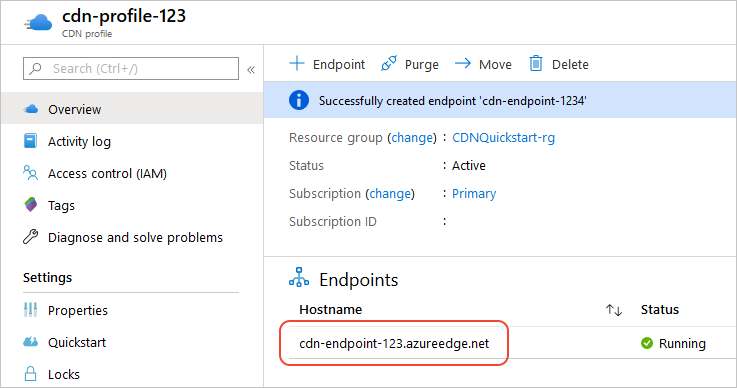 cdn-profile-123
CDN profile
Search (Ctrl+/)
«
Overview
Activity log
Access control (IAM)
Tags
Diagnose and solve problems
Settings
Properties
Quickstart
Locks
Endpoint Purge Move Delete
Successfully created endpoint 'cdn-endpoint-1234'
Resource group (change) : CDNQuickstart-rg
Status : Active
Subscription (change) : Primary
Subscription ID :
Endpoints
Hostname ↑↓ Status
cdn-endpoint-123.azureedge.net Running